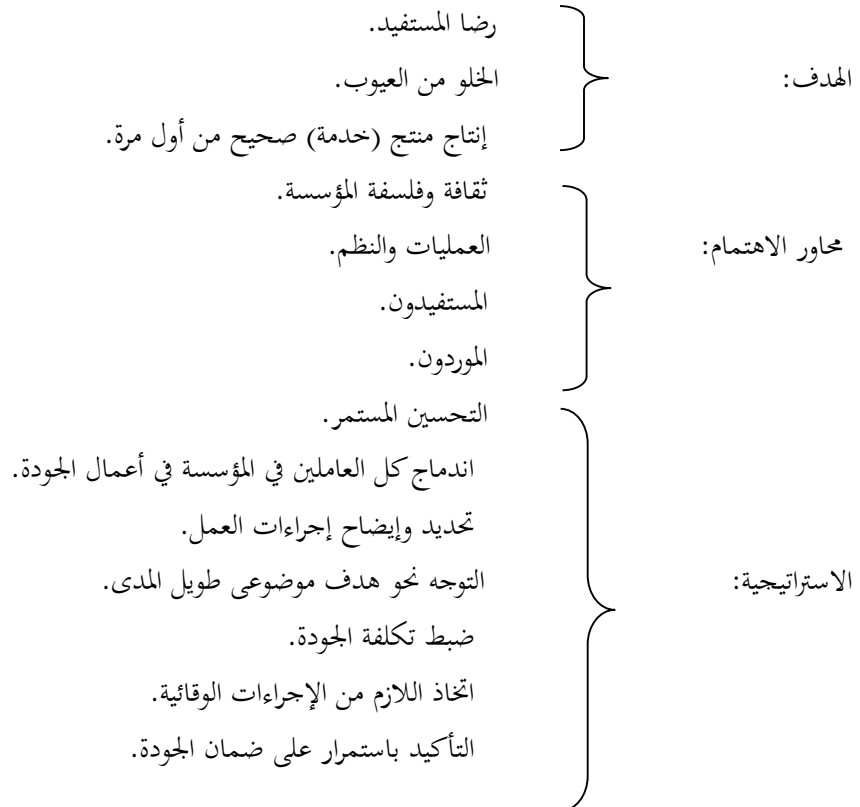 رضا المستفيد.
الهدف: الخلو من العيوب.
إنتاج منتج (خدمة) صحيح من أول مرة.
ثقافة وفلسفة المؤسسة.
محاور الاهتمام: العمليات والنظم.
المستفيدون.
الموردون.
التحسين المستمر.
اندماج كل العاملين في المؤسسة في أعمال الجودة.
تحديد وإيضاح إجراءات العمل.
الاستراتيجية: التوجه نحو هدف موضوعى طويل المدى.
ضبط تكلفة الجودة.
اتخاذ اللازم من الإجراءات الوقائية.
التأكيد باستمرار على ضمان الجودة.